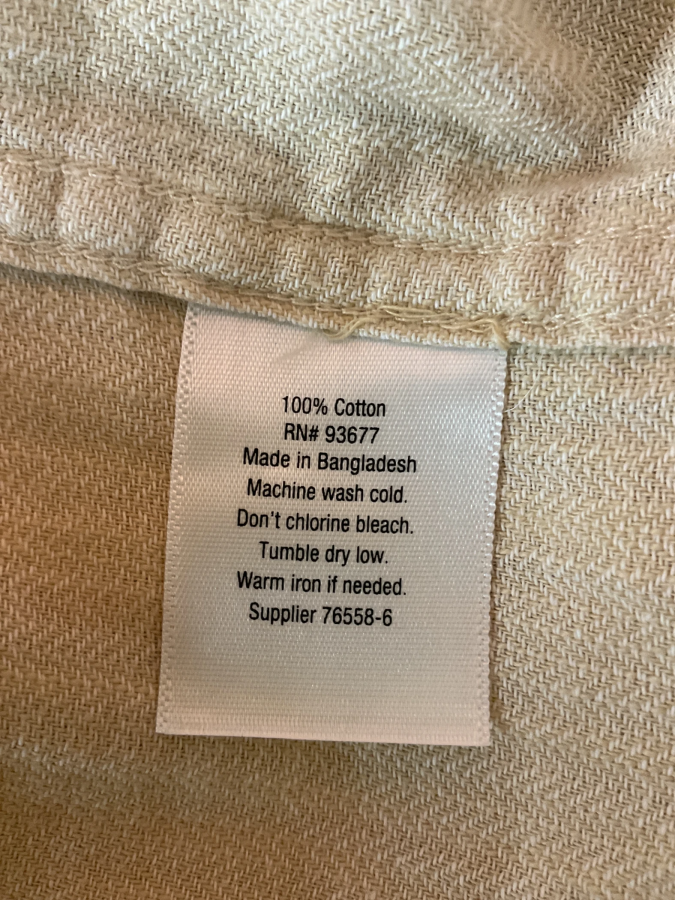 100% Cotton
RN# 93677
Made in Bangladesh
Machine wash cold.
Don't chlorine bleach.
Tumble dry low.
Warm iron if needed.
Supplier 76558-6